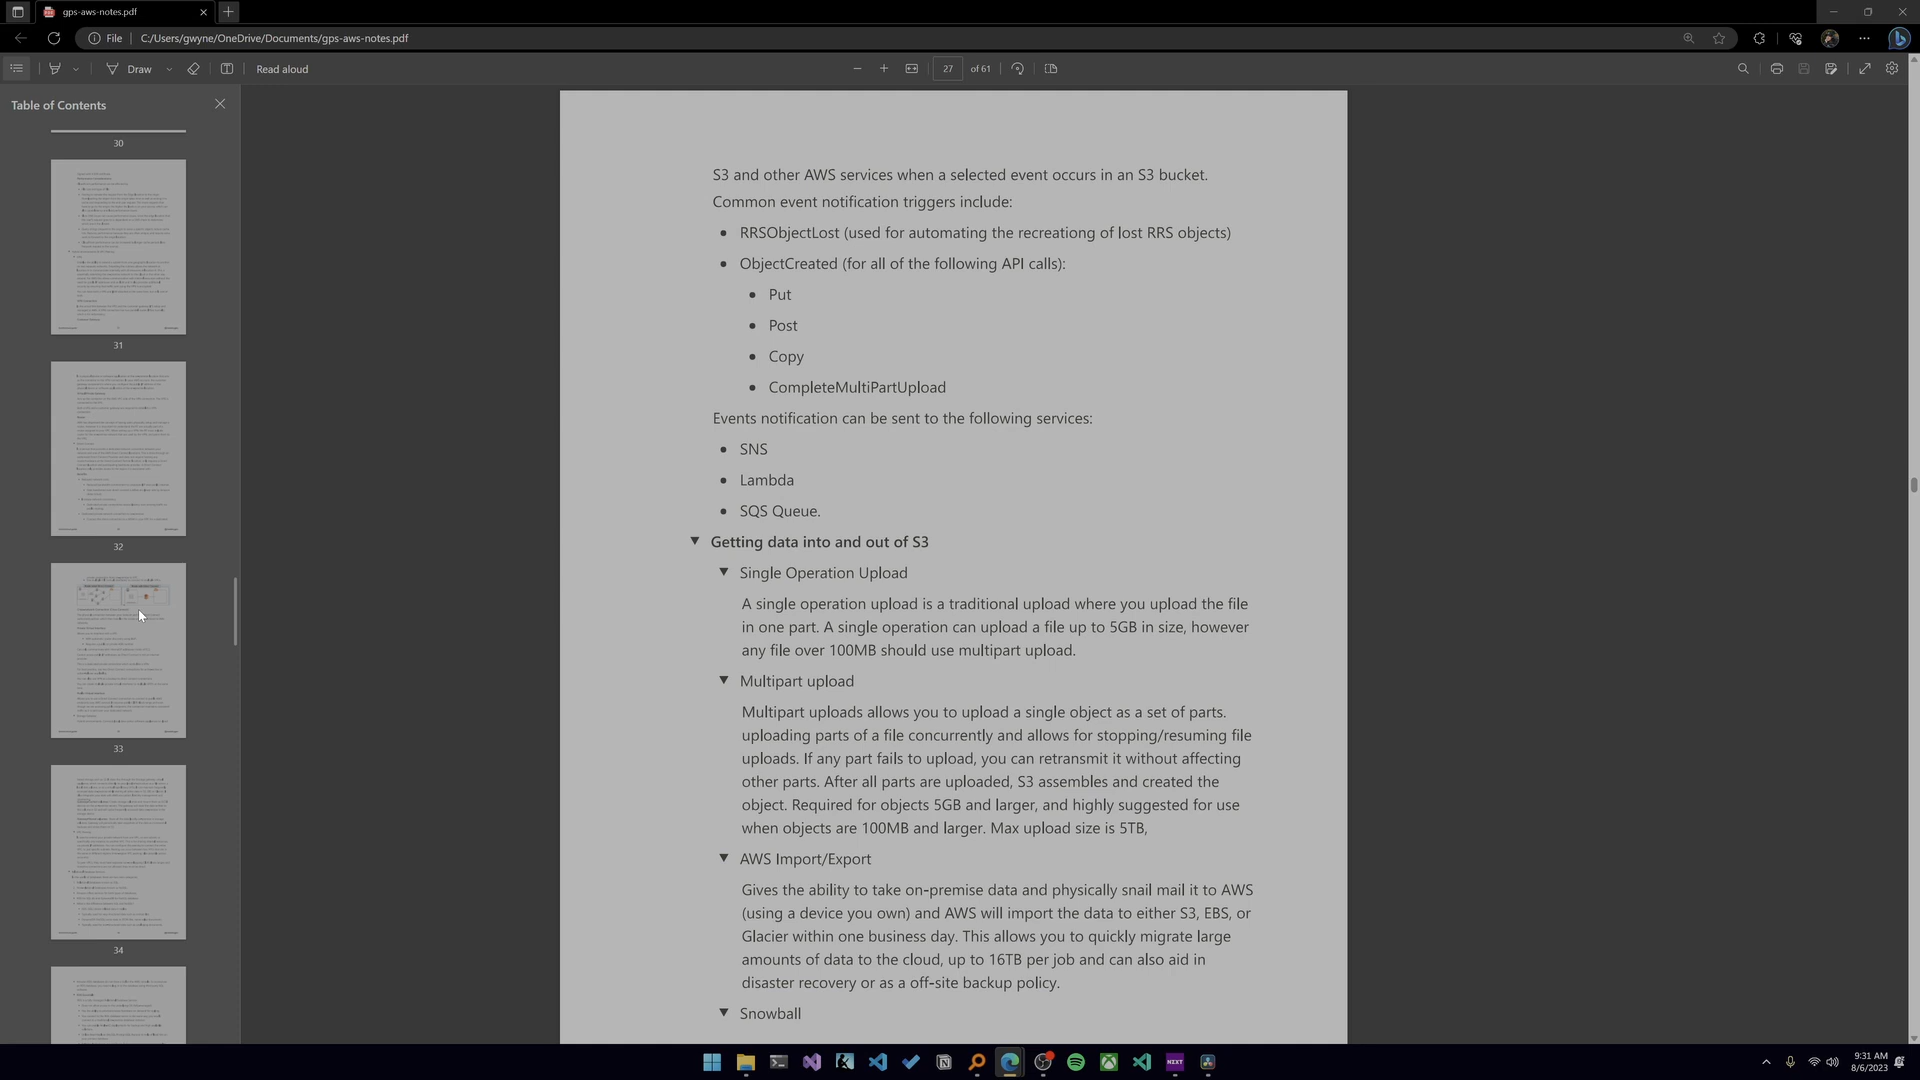 gps-aws-notes.pdf
File
C:/Users/gwyne/OneDrive/Documents/gps-aws-notes.pdf
Draw
Read aloud
27
of 61
Table of Contents
30
31
32
33
34
S3 and other AWS services when a selected event occurs in an S3 bucket.
Common event notification triggers include:
• RRSObjectLost (used for automating the recreationg of lost RRS objects)
• ObjectCreated (for all of the following API calls):
• Put
• Post
• Copy
• CompleteMultiPartUpload
Events notification can be sent to the following services:
• SNS
• Lambda
• SQS Queue.
▼ Getting data into and out of S3
▼ Single Operation Upload
A single operation upload is a traditional upload where you upload the file
in one part. A single operation can upload a file up to 5GB in size, however
any file over 100MB should use multipart upload.
▼ Multipart upload
Multipart uploads allows you to upload a single object as a set of parts.
uploading parts of a file concurrently and allows for stopping/resuming file
uploads. If any part fails to upload, you can retransmit it without affecting
other parts. After all parts are uploaded, S3 assembles and created the
object. Required for objects 5GB and larger, and highly suggested for use
when objects are 100MB and larger. Max upload size is 5TB,
▼ AWS Import/Export
Gives the ability to take on-premise data and physically snail mail it to AWS
(using a device you own) and AWS will import the data to either S3, EBS, or
Glacier within one business day. This allows you to quickly migrate large
amounts of data to the cloud, up to 16TB per job and can also aid in
disaster recovery or as a off-site backup policy.
▼ Snowball
NZXT
9:31 AM
8/6/2023